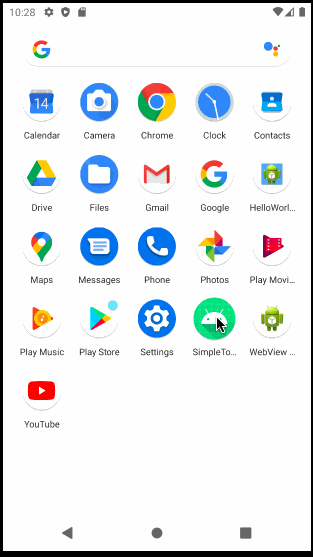 10:28
Calendar Camera Chrome Clock Contacts
Drive Files Gmail Google HelloWorl...
Maps Messages Phone Photos Play Movi...
Play Music Play Store Settings SimpleTo... WebView ...
YouTube